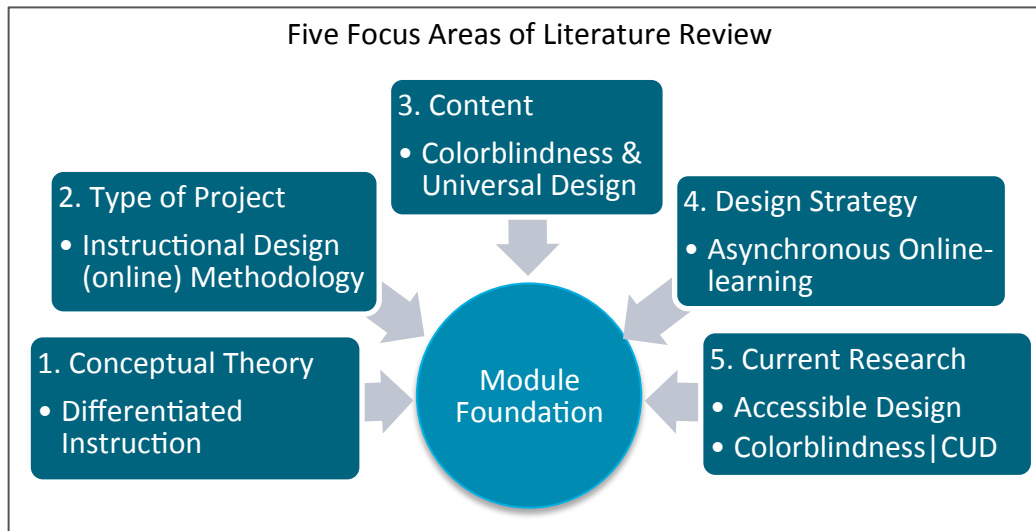 Five Focus Areas of Literature Review
1. Conceptual Theory
• Differentiated
Instruction
2. Type of Project
• Instructional Design
(online) Methodology
3. Content
• Colorblindness &
Universal Design
4. Design Strategy
• Asynchronous Online-
learning
5. Current Research
• Accessible Design
• Colorblindness|CUD
Module
Foundation